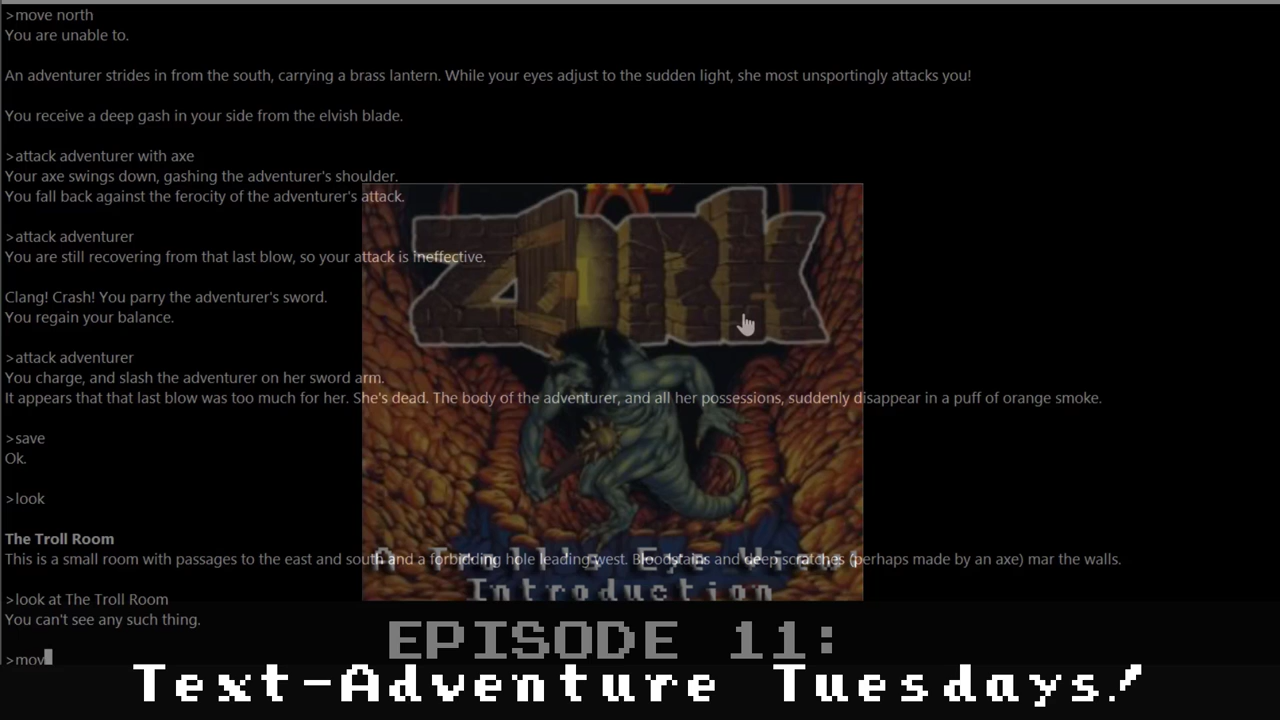 >move north
You are unable to.
An adventurer strides in from the south, carrying a brass lantern. While your eyes adjust to the sudden light, she most unsportingly attacks you!
You receive a deep gash in your side from the elvish blade.
>attack adventurer with axe
Your axe swings down, gashing the adventurer's shoulder.
You fall back against the ferocity of the adventurer's attack.
>attack adventurer
You are still recovering from that last blow, so your attack is ineffective.
Clang! Crash! You parry the adventurer's sword.
You regain your balance.
>attack adventurer
You charge, and slash the adventurer on her sword arm.
It appears that that last blow was too much for her. She's dead. The body of the adventurer, and all her possessions, suddenly disappear in a puff of orange smoke.
>save
Ok.
>look
The Troll Room
This is a small room with passages to the east and south and a forbidding hole leading west. Bloodstains and deep scratches (perhaps made by an axe) mar the walls.
>look at The Troll Room
You can't see any such thing.
>mov
THE
ZORK
A Troll's Eye View:
Introduction
EPISODE 11:
Text-Adventure Tuesdays!